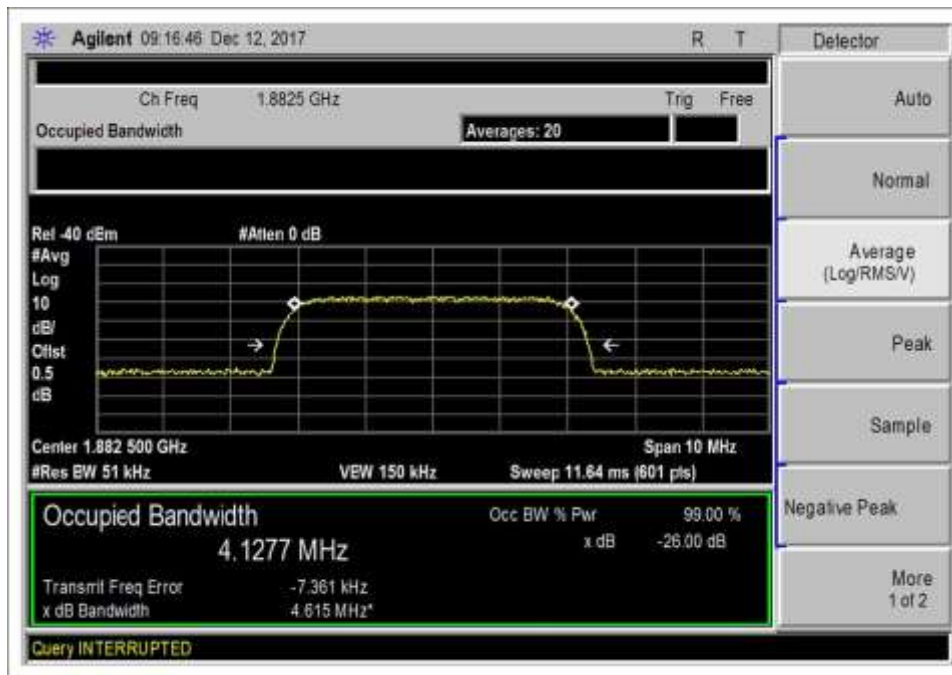 Agilent 09:16:46 Dec 12, 2017 R T
Ch Freq 1.8825 GHz Trig Free
Occupied Bandwidth Averages: 20
Ref -40 dBm #Atten 0 dB
#Avg
Log
10
dB/
Offst
0.5
dB
Center 1.882 500 GHz Span 10 MHz
#Res BW 51 kHz VBW 150 kHz Sweep 11.64 ms (601 pts)
Occupied Bandwidth Occ BW % Pwr 99.00 %
4.1277 MHz x dB -26.00 dB
Transmit Freq Error -7.361 kHz
x dB Bandwidth 4.615 MHz*
Query INTERRUPTED
Detector
Auto
Normal
Average
(Log/RMS/V)
Peak
Sample
Negative Peak
More
1 of 2